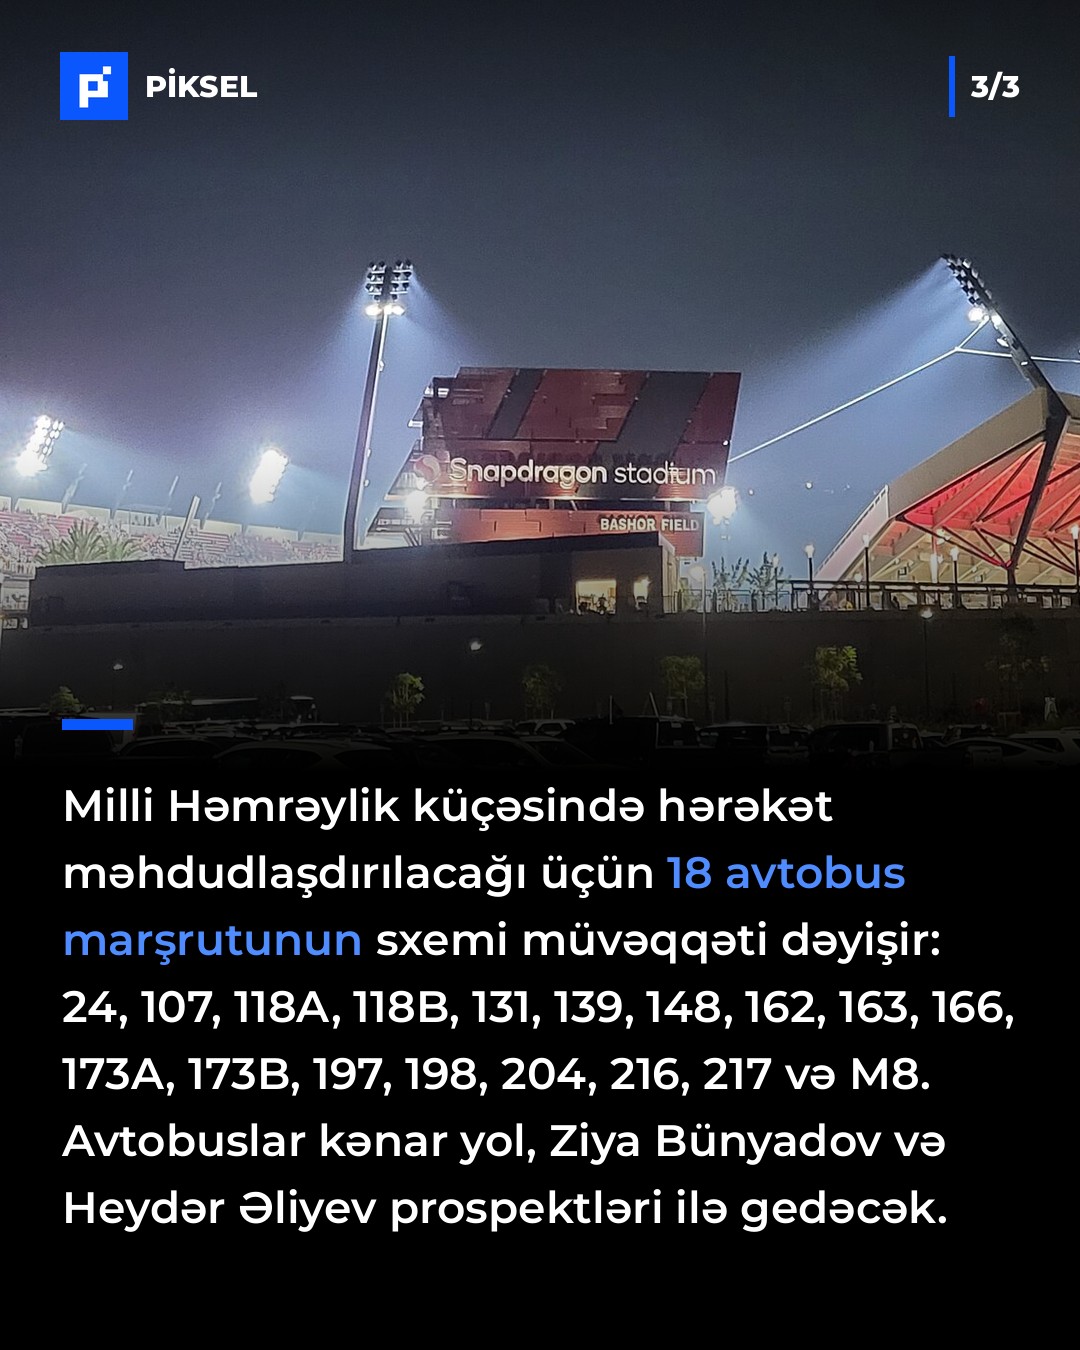 PİKSEL
3/3
Snapdragon stadium
BASHOR FIELD
Milli Həmrəylik küçəsində hərəkət
məhdudlaşdırılacağı üçün 18 avtobus
marşrutunun sxemi müvəqqəti dəyişir:
24, 107, 118A, 118B, 131, 139, 148, 162, 163, 166,
173A, 173B, 197, 198, 204, 216, 217 və M8.
Avtobuslar kənar yol, Ziya Bünyadov və
Heydər Əliyev prospektləri ilə gedəcək.